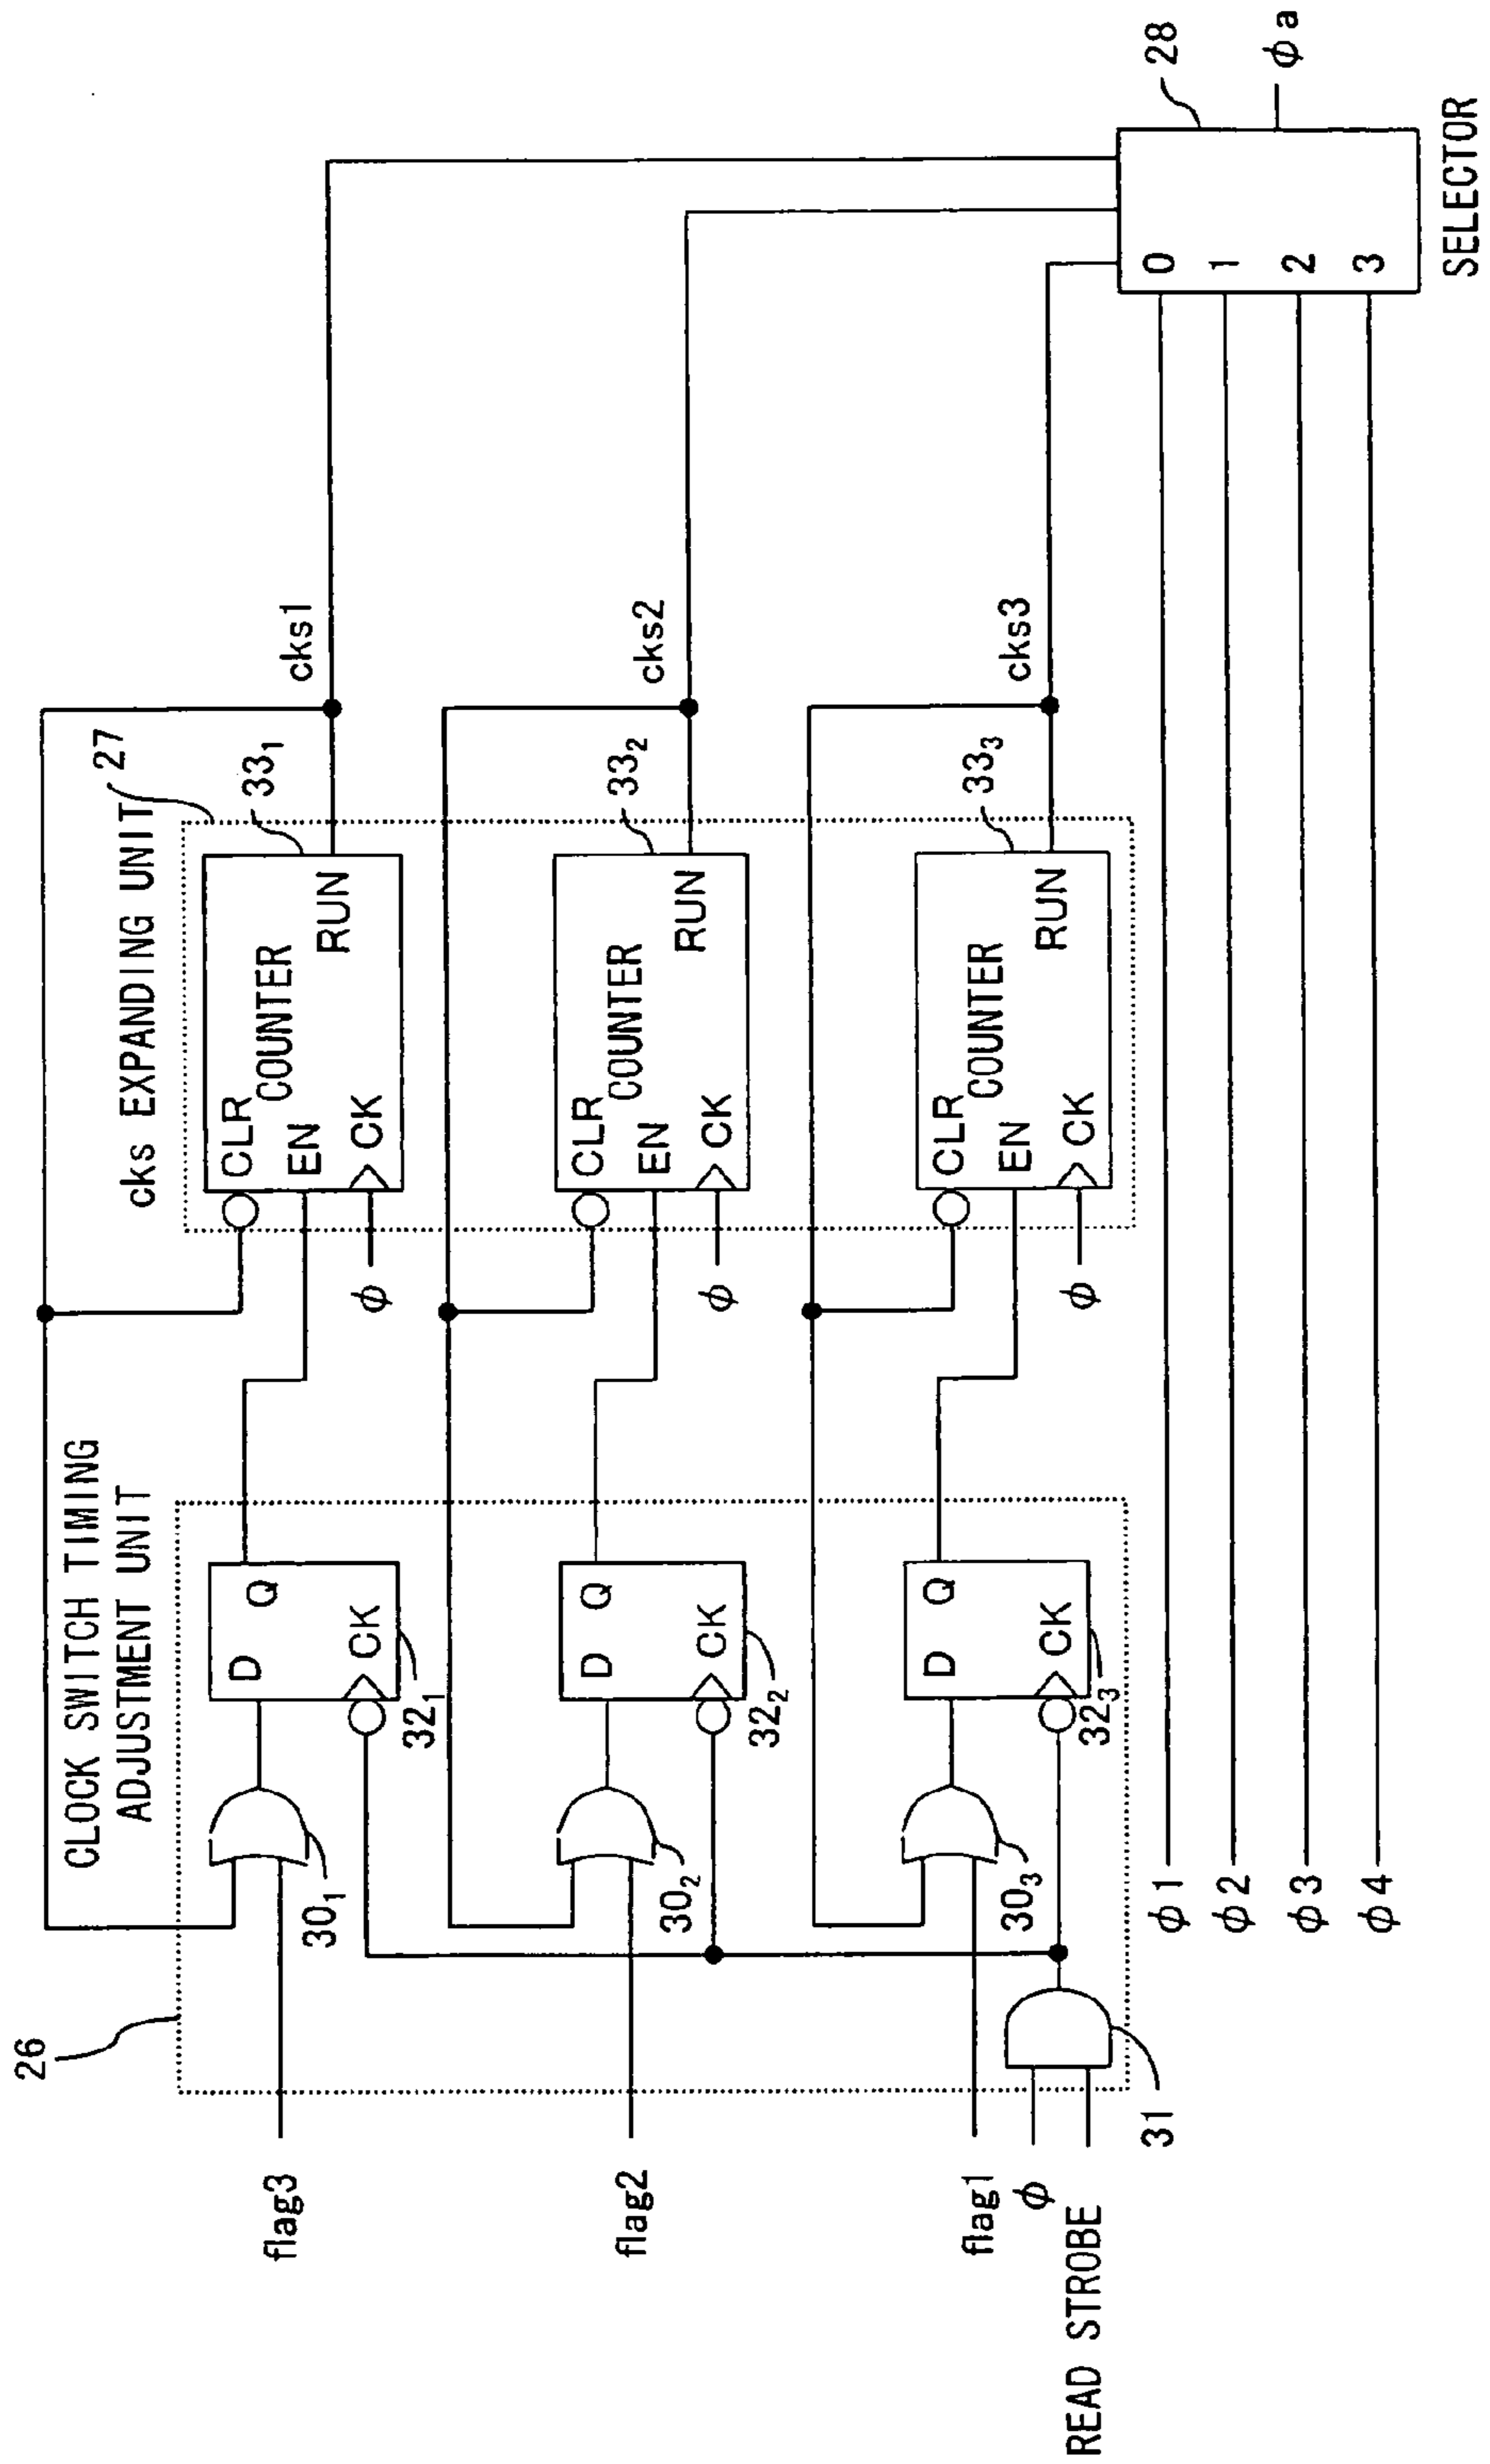 26
CLOCK SWITCH TIMING
ADJUSTMENT UNIT
cks EXPANDING UNIT
27
flag3
30₁
D
Q
CK
32₁
CLR
EN
CK
COUNTER
RUN
33₁
ϕ
cks1
flag2
30₂
D
Q
CK
32₂
CLR
EN
CK
COUNTER
RUN
33₂
ϕ
cks2
flag1
30₃
D
Q
CK
32₃
CLR
EN
CK
COUNTER
RUN
33₃
ϕ
cks3
ϕ
READ STROBE
31
ϕ1
ϕ2
ϕ3
ϕ4
0
1
2
3
28
ϕa
SELECTOR